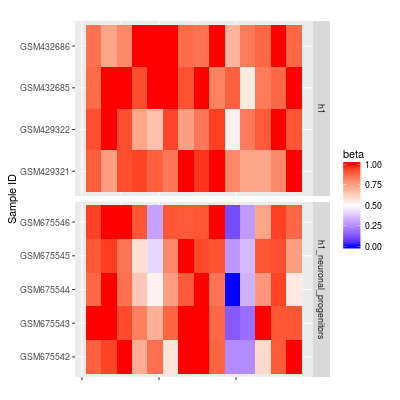 GSM432686
GSM432685
GSM429322
GSM429321
h1
GSM675546
GSM675545
GSM675544
GSM675543
GSM675542
h1_neuronal_progenitors
Sample ID
beta
1.00
0.75
0.50
0.25
0.00